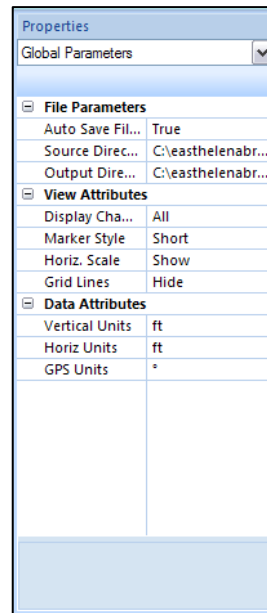 Properties
Global Parameters
File Parameters
Auto Save Fil... True
Source Direc... C:\easthelenabr...
Output Dire... C:\easthelenabr...
View Attributes
Display Cha... All
Marker Style Short
Horiz. Scale Show
Grid Lines Hide
Data Attributes
Vertical Units ft
Horiz Units ft
GPS Units °